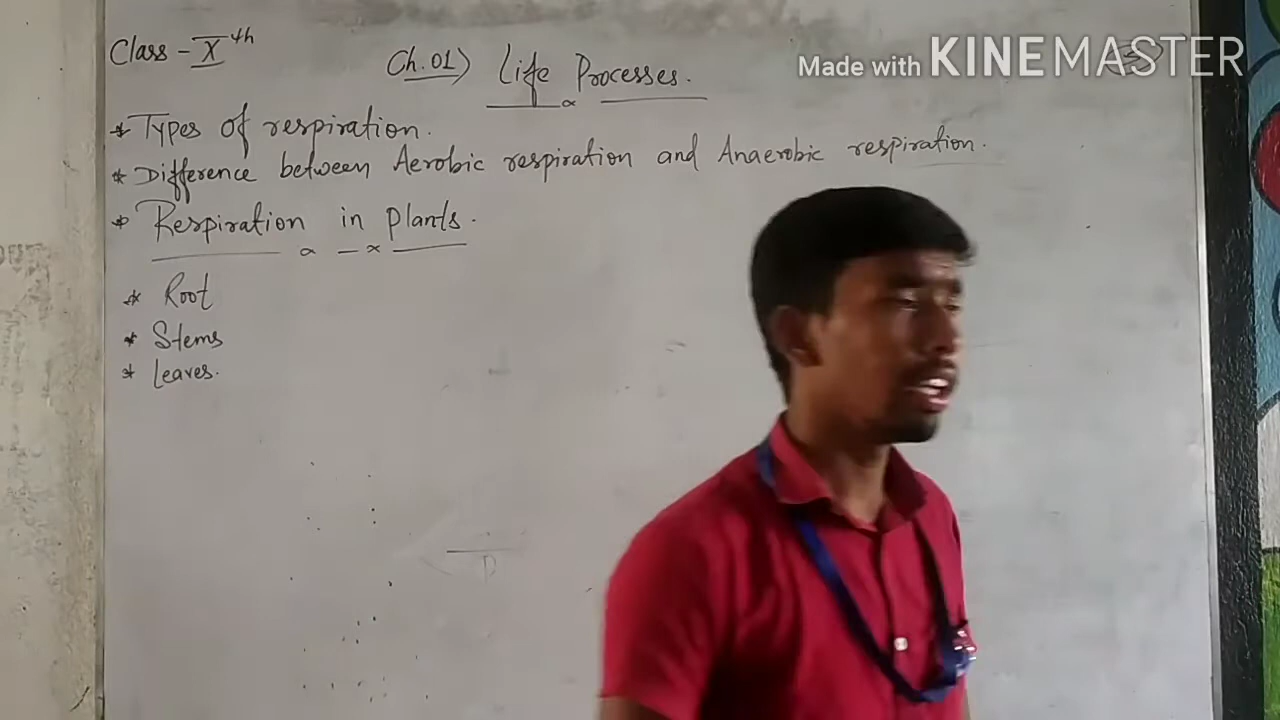 Class - Xth
Ch. 01) Life Processes.
Made with KINEMASTER
* Types of respiration.
* Difference between Aerobic respiration and Anaerobic respiration.
* Respiration in plants.
* Root
* Stems
* Leaves.